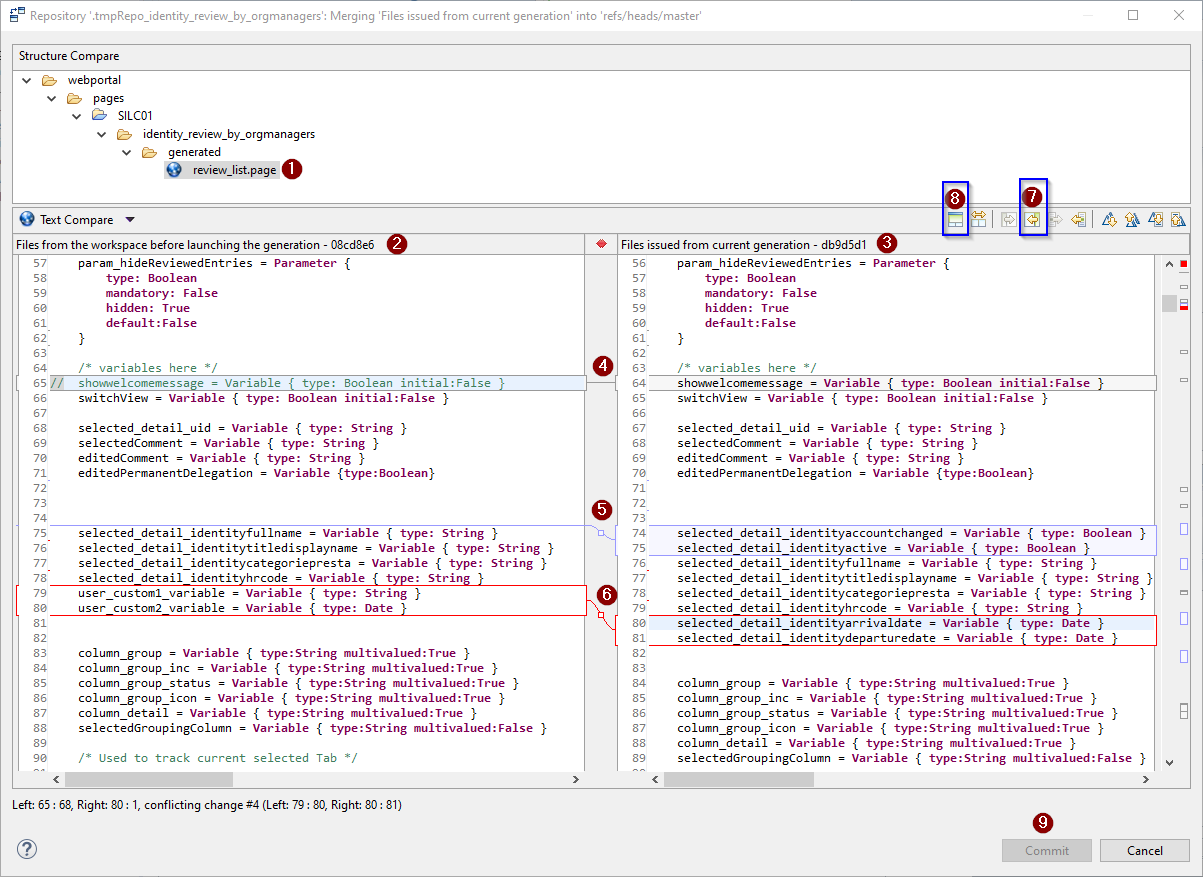 Repository '.tmpRepo_identity_review_by_orgmanagers': Merging 'Files issued from current generation' into 'refs/heads/master'
Structure Compare
webportal
pages
SILC01
identity_review_by_orgmanagers
generated
review_list.page 1
8 7
Text Compare
Files from the workspace before launching the generation - 08cd8e6 2
57 param_hideReviewedEntries = Parameter {
58 type: Boolean
59 mandatory: False
60 hidden: True
61 default:False
62 }
63
64 /* variables here */
65 // showwelcomemessage = Variable { type: Boolean initial:False }
66 switchView = Variable { type: Boolean initial:False }
67
68 selected_detail_uid = Variable { type: String }
69 selectedComment = Variable { type: String }
70 editedComment = Variable { type: String }
71 editedPermanentDelegation = Variable {type:Boolean}
72
73
74
75 selected_detail_identityfullname = Variable { type: String }
76 selected_detail_identitytitledisplayname = Variable { type: String }
77 selected_detail_identitycategoriepresta = Variable { type: String }
78 selected_detail_identityhrcode = Variable { type: String }
79 user_custom1_variable = Variable { type: String }
80 user_custom2_variable = Variable { type: Date }
81
82
83 column_group = Variable { type:String multivalued:True }
84 column_group_inc = Variable { type:String multivalued:True }
85 column_group_status = Variable { type:String multivalued:True }
86 column_group_icon = Variable { type:String multivalued:True }
87 column_detail = Variable { type:String multivalued:True }
88 selectedGroupingColumn = Variable { type:String multivalued:False }
89
90 /* Used to track current selected Tab */
4
5
6
Files issued from current generation - db9d5d1 3
56 param_hideReviewedEntries = Parameter {
57 type: Boolean
58 mandatory: False
59 hidden: True
60 default:False
61 }
62
63 /* variables here */
64 showwelcomemessage = Variable { type: Boolean initial:False }
65 switchView = Variable { type: Boolean initial:False }
66
67 selected_detail_uid = Variable { type: String }
68 selectedComment = Variable { type: String }
69 editedComment = Variable { type: String }
70 editedPermanentDelegation = Variable {type:Boolean}
71
72
73
74 selected_detail_identityaccountchanged = Variable { type: Boolean }
75 selected_detail_identityactive = Variable { type: Boolean }
76 selected_detail_identityfullname = Variable { type: String }
77 selected_detail_identitytitledisplayname = Variable { type: String }
78 selected_detail_identitycategoriepresta = Variable { type: String }
79 selected_detail_identityhrcode = Variable { type: String }
80 selected_detail_identityarrivaldate = Variable { type: Date }
81 selected_detail_identitydeparturedate = Variable { type: Date }
82
83
84 column_group = Variable { type:String multivalued:True }
85 column_group_inc = Variable { type:String multivalued:True }
86 column_group_status = Variable { type:String multivalued:True }
87 column_group_icon = Variable { type:String multivalued:True }
88 column_detail = Variable { type:String multivalued:True }
89 selectedGroupingColumn = Variable { type:String multivalued:False }
Left: 65 : 68, Right: 80 : 1, conflicting change #4 (Left: 79 : 80, Right: 80 : 81)
9
Commit
Cancel